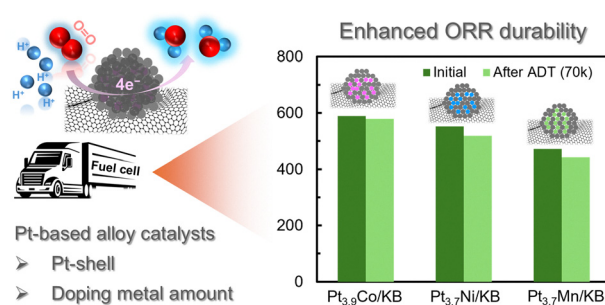 O=O
H⁺
H⁺
H⁺
H⁺
4e⁻
Fuel cell
Pt-based alloy catalysts
➤ Pt-shell
➤ Doping metal amount
Enhanced ORR durability
Initial After ADT (70k)
800
600
400
200
0
Pt₃.₉Co/KB Pt₃.₇Ni/KB Pt₃.₇Mn/KB